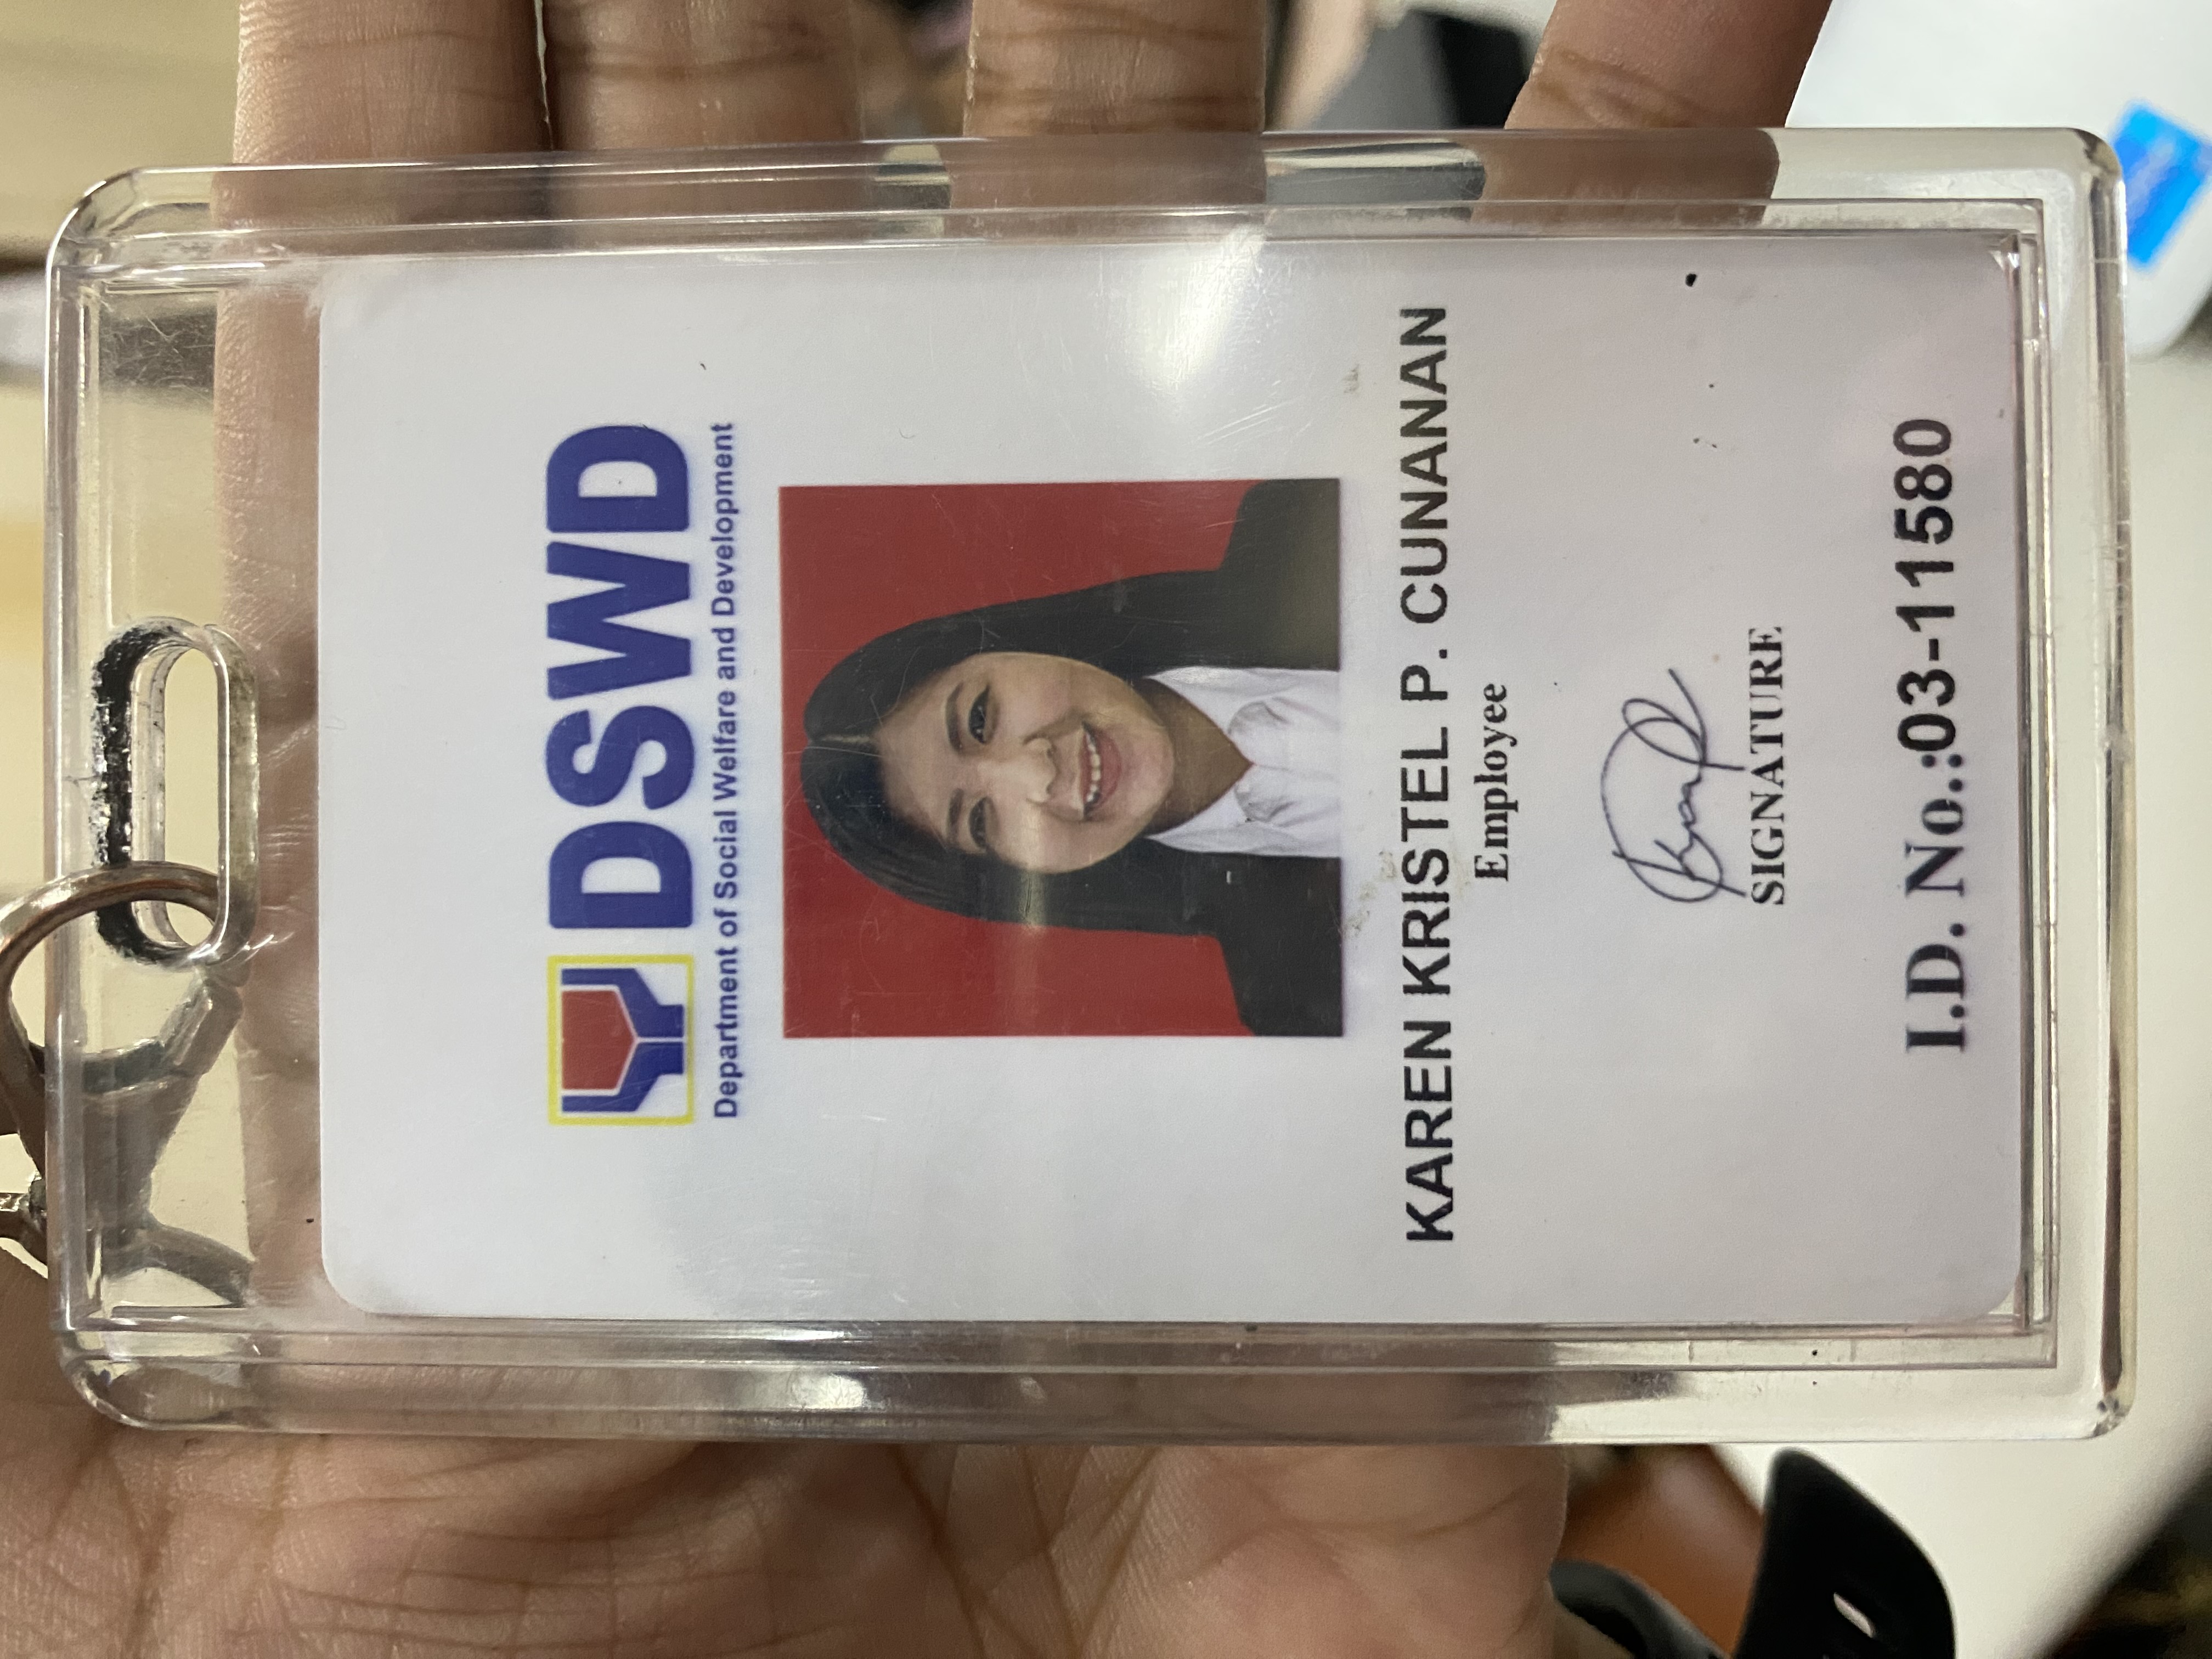 DSWD
Department of Social Welfare and Development
KAREN KRISTEL P. CUNANAN
Employee
SIGNATURE
I.D. No.:03-11580